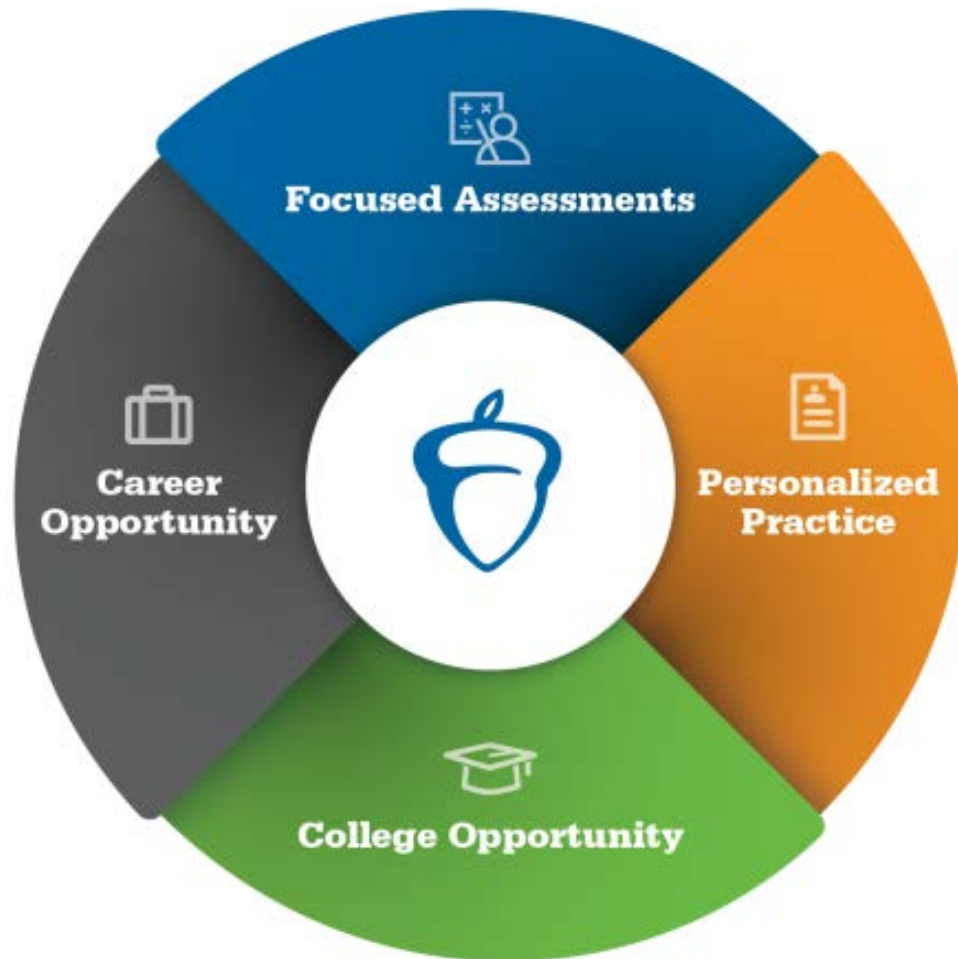 Focused Assessments
Career
Opportunity
Personalized
Practice
College Opportunity